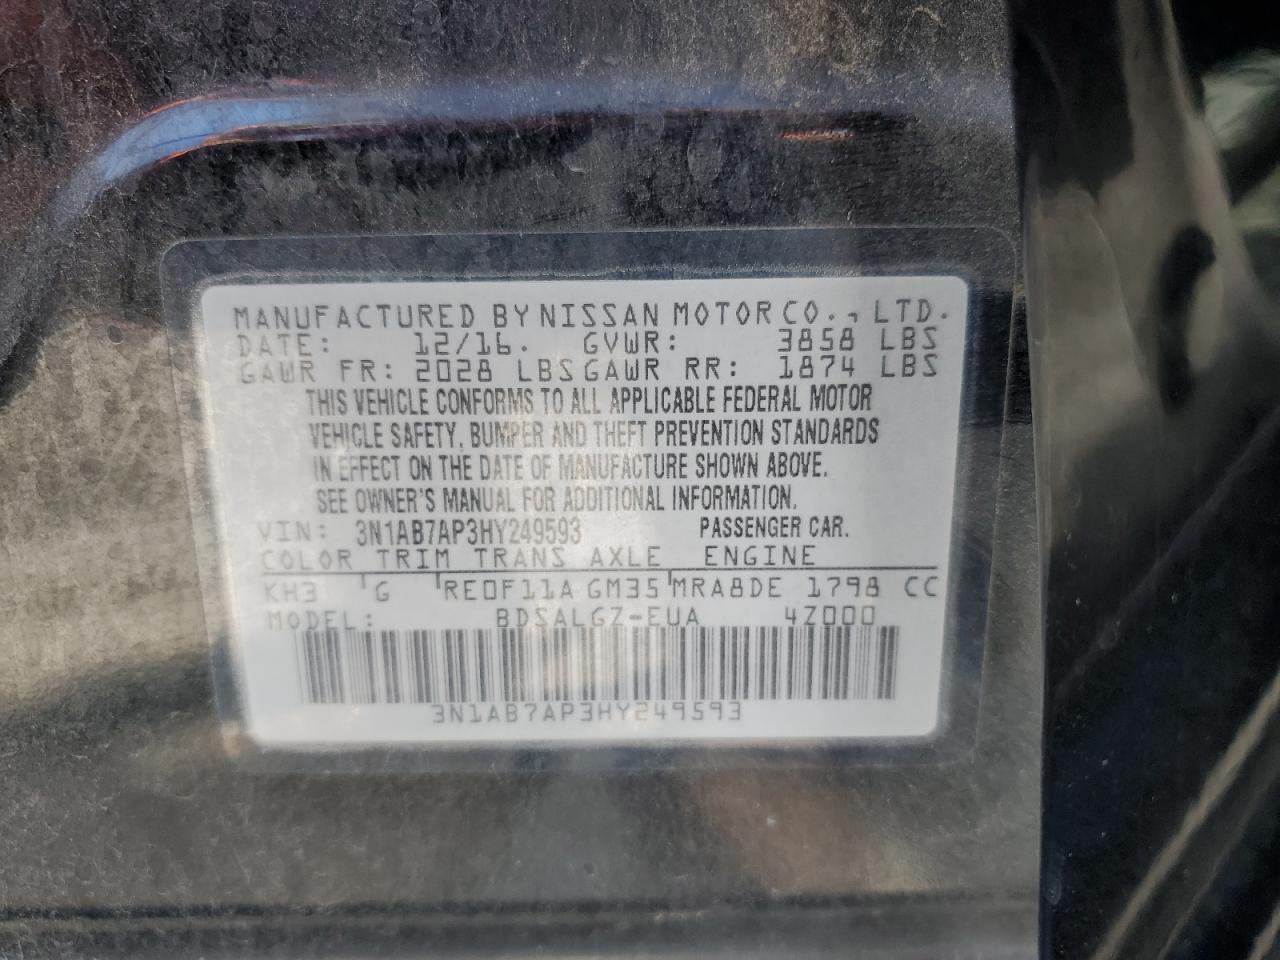 MANUFACTURED BY NISSAN MOTOR CO., LTD.
DATE: 12/16. GVWR: 3858 LBS
GAWR FR: 2028 LBS GAWR RR: 1874 LBS
THIS VEHICLE CONFORMS TO ALL APPLICABLE FEDERAL MOTOR
VEHICLE SAFETY, BUMPER AND THEFT PREVENTION STANDARDS
IN EFFECT ON THE DATE OF MANUFACTURE SHOWN ABOVE.
SEE OWNER'S MANUAL FOR ADDITIONAL INFORMATION.
VIN: 3N1AB7AP3HY249593 PASSENGER CAR.
COLOR TRIM TRANS AXLE ENGINE
KH3 G RE0F11A GM35 MRA8DE 1798 CC
MODEL: BDSALGZ-EUA 4Z000
3N1AB7AP3HY249593